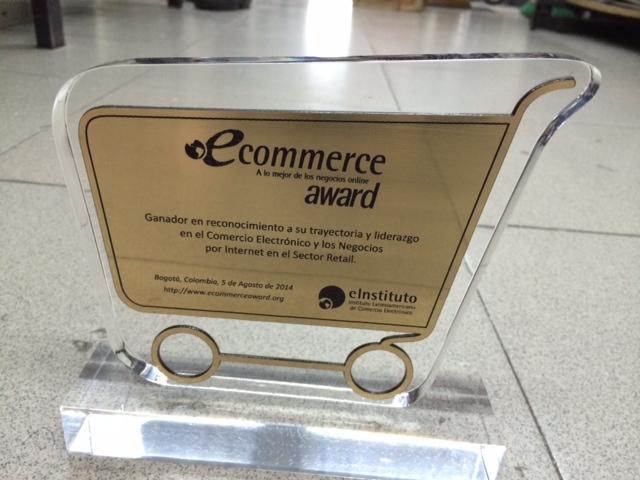 ecommerce
A lo mejor de los negocios online
award
Ganador en reconocimiento a su trayectoria y liderazgo
en el Comercio Electrónico y los Negocios
por Internet en el Sector Retail.
Bogotá, Colombia, 5 de Agosto de 2014
http://www.ecommerceaward.org
eInstituto
Instituto Latinoamericano
de Comercio Electrónico